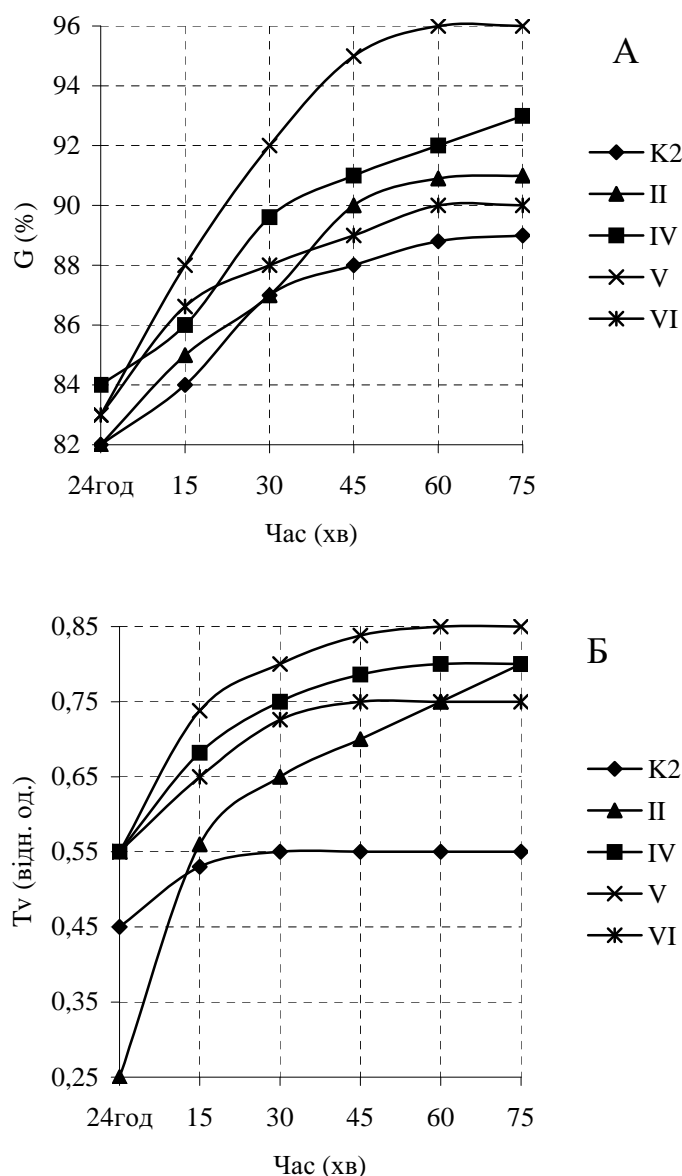 96
94
92
90
88
86
84
82
G (%)
24год 15 30 45 60 75
Час (хв)
А
K2
II
IV
V
VI
0,85
0,75
0,65
0,55
0,45
0,35
0,25
Tv (відн. од.)
24год 15 30 45 60 75
Час (хв)
Б
K2
II
IV
V
VI